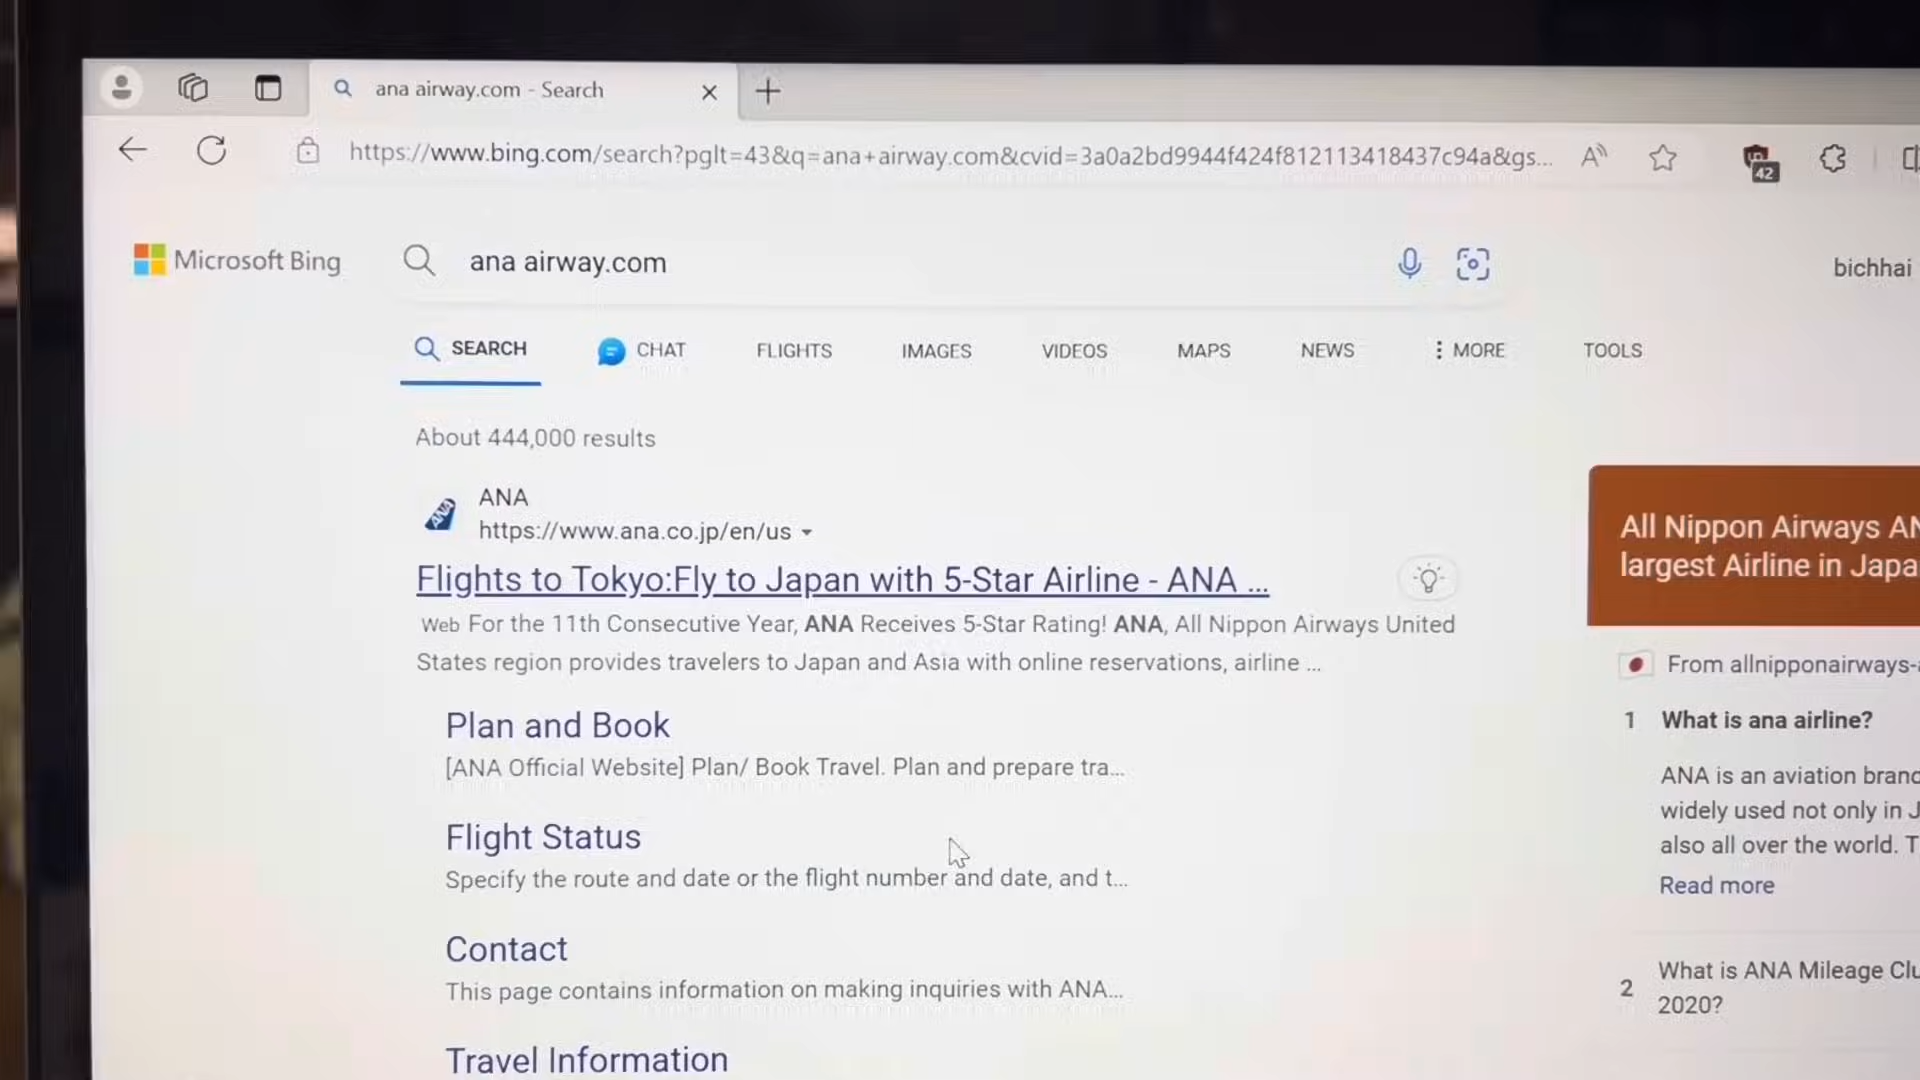 ana airway.com - Search
https://www.bing.com/search?pglt=43&q=ana+airway.com&cvid=3a0a2bd9944f424f812113418437c94a&gs...
42
Microsoft Bing
ana airway.com
bichhai
SEARCH
CHAT
FLIGHTS
IMAGES
VIDEOS
MAPS
NEWS
MORE
TOOLS
About 444,000 results
ANA
ANA
https://www.ana.co.jp/en/us
Flights to Tokyo:Fly to Japan with 5-Star Airline - ANA ...
Web For the 11th Consecutive Year, ANA Receives 5-Star Rating! ANA, All Nippon Airways United
States region provides travelers to Japan and Asia with online reservations, airline ...
Plan and Book
[ANA Official Website] Plan/ Book Travel. Plan and prepare tra...
Flight Status
Specify the route and date or the flight number and date, and t...
Contact
This page contains information on making inquiries with ANA...
Travel Information
All Nippon Airways AN
largest Airline in Japa
From allnipponairways-
1 What is ana airline?
ANA is an aviation brand
widely used not only in J
also all over the world. T
Read more
2 What is ANA Mileage Clu
2020?